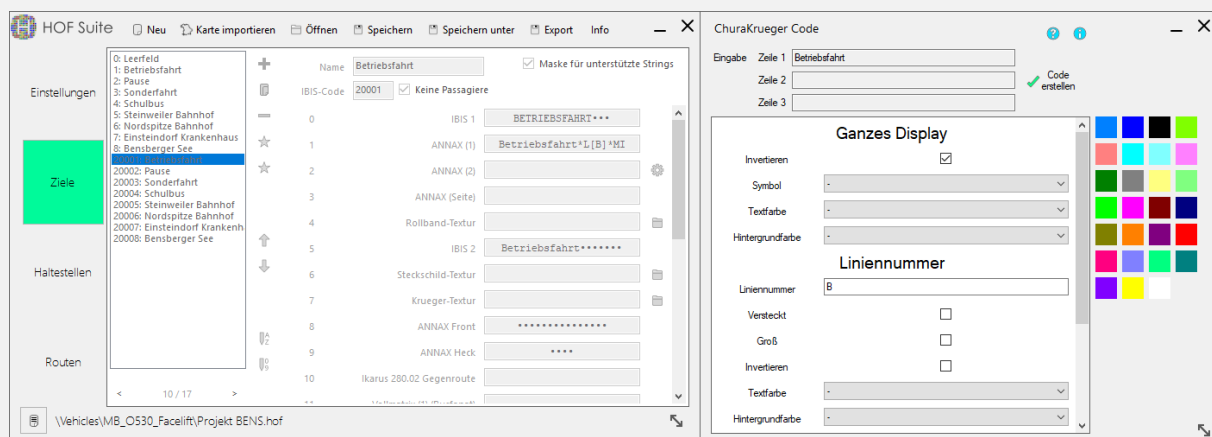 HOF Suite
Neu
Karte importieren
Öffnen
Speichern
Speichern unter
Export
Info
Einstellungen
Ziele
Haltestellen
Routen
0: Leerfeld
1: Betriebsfahrt
2: Pause
3: Sonderfahrt
4: Schulbus
5: Steinweiler Bahnhof
6: Nordspitze Bahnhof
7: Einsteindorf Krankenhaus
8: Bensberger See
20001: Betriebsfahrt
20002: Pause
20003: Sonderfahrt
20004: Schulbus
20005: Steinweiler Bahnhof
20006: Nordspitze Bahnhof
20007: Einsteindorf Krankenh
20008: Bensberger See
< 10 / 17 >
Name Betriebsfahrt
Maske für unterstützte Strings
IBIS-Code 20001 Keine Passagiere
0 IBIS 1 BETRIEBSFAHRT•••
1 ANNAX (1) Betriebsfahrt*L[B]*MI
2 ANNAX (2)
3 ANNAX (Seite)
4 Rollband-Textur
5 IBIS 2 Betriebsfahrt•••••••
6 Steckschild-Textur
7 Krueger-Textur
8 ANNAX Front •••••••••••••••
9 ANNAX Heck ••••
10 Ikarus 280.02 Gegenroute
\Vehicles\MB_O530_Facelift\Projekt BENS.hof
ChuraKrueger Code
Eingabe Zeile 1 Betriebsfahrt
Zeile 2
Zeile 3
Code
erstellen
Ganzes Display
Invertieren
Symbol -
Textfarbe -
Hintergrundfarbe -
Liniennummer
Liniennummer B
Versteckt
Groß
Invertieren
Textfarbe -
Hintergrundfarbe -